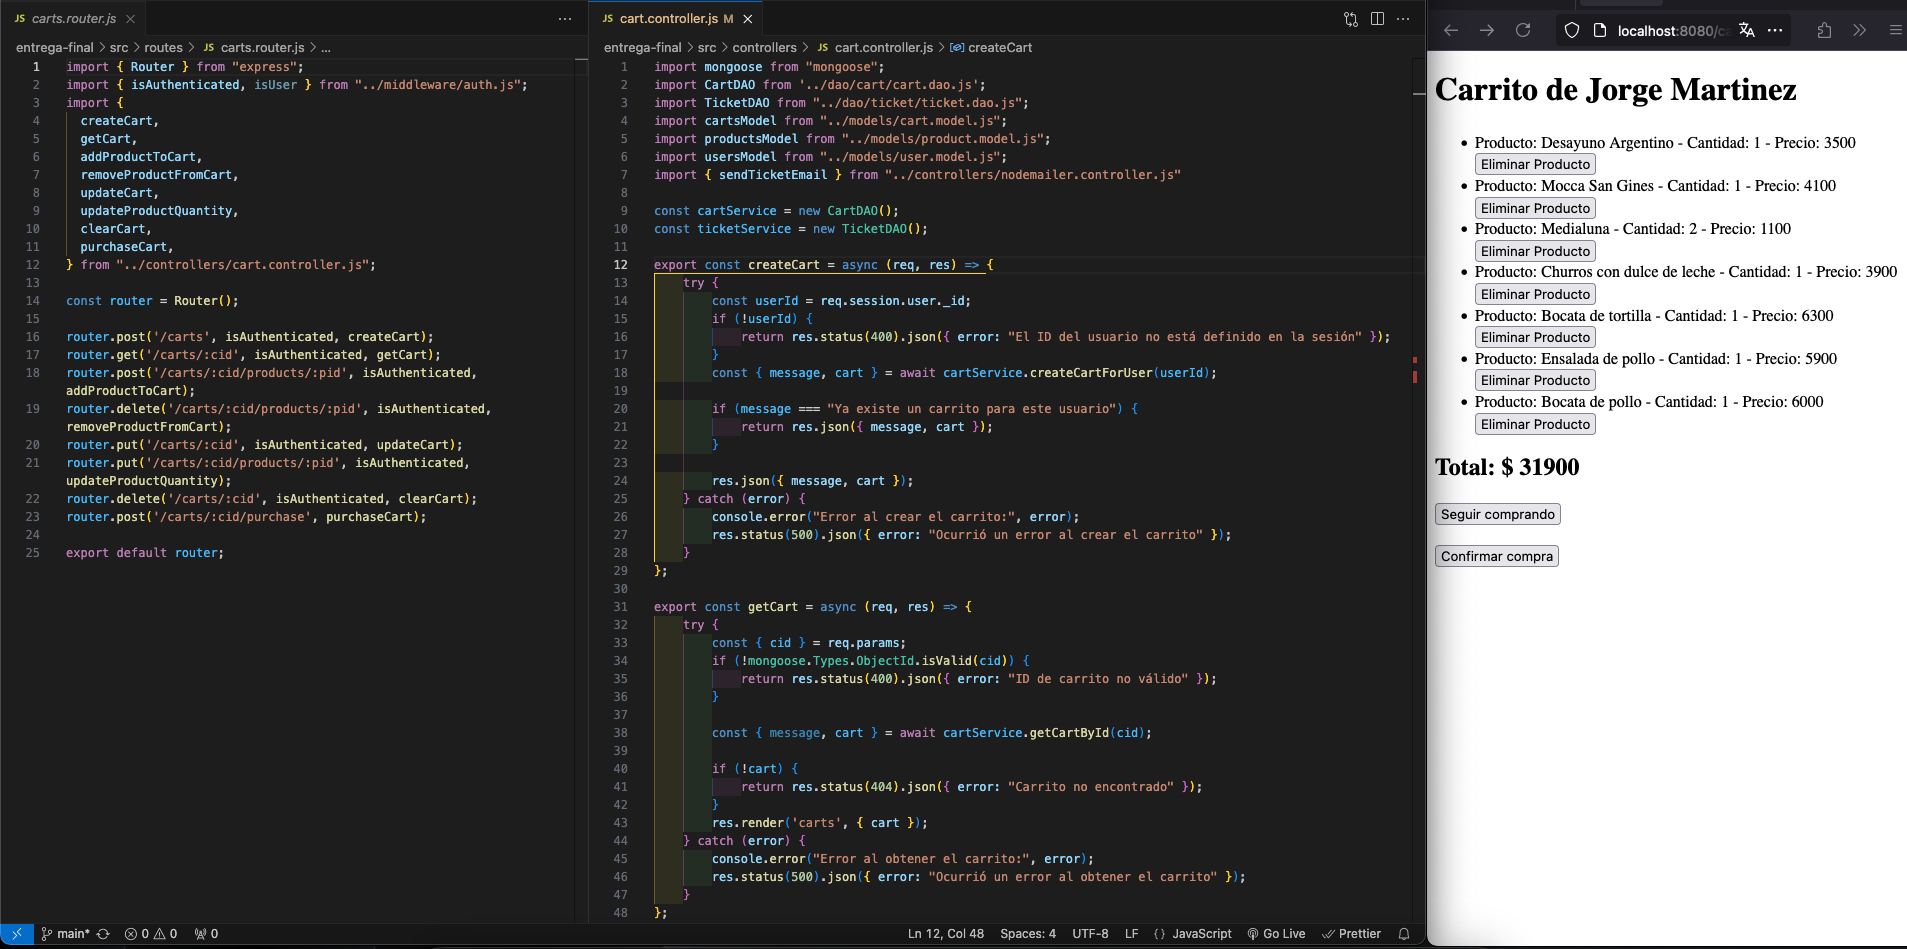 JS carts.router.js ×
entrega-final > src > routes > JS carts.router.js > ...
1 import { Router } from "express";
2 import { isAuthenticated, isUser } from "../middleware/auth.js";
3 import {
4 createCart,
5 getCart,
6 addProductToCart,
7 removeProductFromCart,
8 updateCart,
9 updateProductQuantity,
10 clearCart,
11 purchaseCart,
12 } from "../controllers/cart.controller.js";
13
14 const router = Router();
15
16 router.post('/carts', isAuthenticated, createCart);
17 router.get('/carts/:cid', isAuthenticated, getCart);
18 router.post('/carts/:cid/products/:pid', isAuthenticated,
addProductToCart);
19 router.delete('/carts/:cid/products/:pid', isAuthenticated,
removeProductFromCart);
20 router.put('/carts/:cid', isAuthenticated, updateCart);
21 router.put('/carts/:cid/products/:pid', isAuthenticated,
updateProductQuantity);
22 router.delete('/carts/:cid', isAuthenticated, clearCart);
23 router.post('/carts/:cid/purchase', purchaseCart);
24
25 export default router;
JS cart.controller.js M ×
entrega-final > src > controllers > JS cart.controller.js > createCart
1 import mongoose from "mongoose";
2 import CartDAO from '../dao/cart/cart.dao.js';
3 import TicketDAO from "../dao/ticket/ticket.dao.js";
4 import cartsModel from "../models/cart.model.js";
5 import productsModel from "../models/product.model.js";
6 import usersModel from "../models/user.model.js";
7 import { sendTicketEmail } from "../controllers/nodemailer.controller.js"
8
9 const cartService = new CartDAO();
10 const ticketService = new TicketDAO();
11
12 export const createCart = async (req, res) => {
13 try {
14 const userId = req.session.user._id;
15 if (!userId) {
16 return res.status(400).json({ error: "El ID del usuario no está definido en la sesión" });
17 }
18 const { message, cart } = await cartService.createCartForUser(userId);
19
20 if (message === "Ya existe un carrito para este usuario") {
21 return res.json({ message, cart });
22 }
23
24 res.json({ message, cart });
25 } catch (error) {
26 console.error("Error al crear el carrito:", error);
27 res.status(500).json({ error: "Ocurrió un error al crear el carrito" });
28 }
29 };
30
31 export const getCart = async (req, res) => {
32 try {
33 const { cid } = req.params;
34 if (!mongoose.Types.ObjectId.isValid(cid)) {
35 return res.status(400).json({ error: "ID de carrito no válido" });
36 }
37
38 const { message, cart } = await cartService.getCartById(cid);
39
40 if (!cart) {
41 return res.status(404).json({ error: "Carrito no encontrado" });
42 }
43 res.render('carts', { cart });
44 } catch (error) {
45 console.error("Error al obtener el carrito:", error);
46 res.status(500).json({ error: "Ocurrió un error al obtener el carrito" });
47 }
48 };
main* 0 0 0
Ln 12, Col 48 Spaces: 4 UTF-8 LF {} JavaScript Go Live Prettier
localhost:8080/ca
Carrito de Jorge Martinez
• Producto: Desayuno Argentino - Cantidad: 1 - Precio: 3500
Eliminar Producto
• Producto: Mocca San Gines - Cantidad: 1 - Precio: 4100
Eliminar Producto
• Producto: Medialuna - Cantidad: 2 - Precio: 1100
Eliminar Producto
• Producto: Churros con dulce de leche - Cantidad: 1 - Precio: 3900
Eliminar Producto
• Producto: Bocata de tortilla - Cantidad: 1 - Precio: 6300
Eliminar Producto
• Producto: Ensalada de pollo - Cantidad: 1 - Precio: 5900
Eliminar Producto
• Producto: Bocata de pollo - Cantidad: 1 - Precio: 6000
Eliminar Producto
Total: $ 31900
Seguir comprando
Confirmar compra